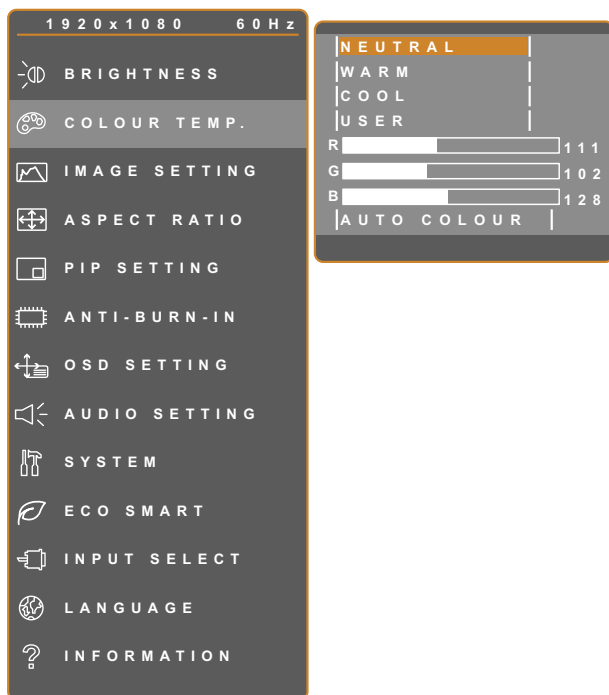 1920x1080 60Hz
BRIGHTNESS
COLOUR TEMP.
IMAGE SETTING
ASPECT RATIO
PIP SETTING
ANTI-BURN-IN
OSD SETTING
AUDIO SETTING
SYSTEM
ECO SMART
INPUT SELECT
LANGUAGE
INFORMATION
NEUTRAL
WARM
COOL
USER
R 111
G 102
B 128
AUTO COLOUR